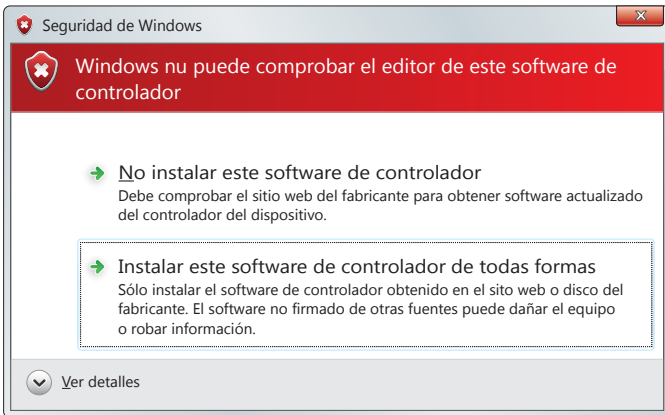 Seguridad de Windows
Windows nu puede comprobar el editor de este software de
controlador
No instalar este software de controlador
Debe comprobar el sitio web del fabricante para obtener software actualizado
del controlador del dispositivo.
Instalar este software de controlador de todas formas
Sólo instalar el software de controlador obtenido en el sito web o disco del
fabricante. El software no firmado de otras fuentes puede dañar el equipo
o robar información.
Ver detalles